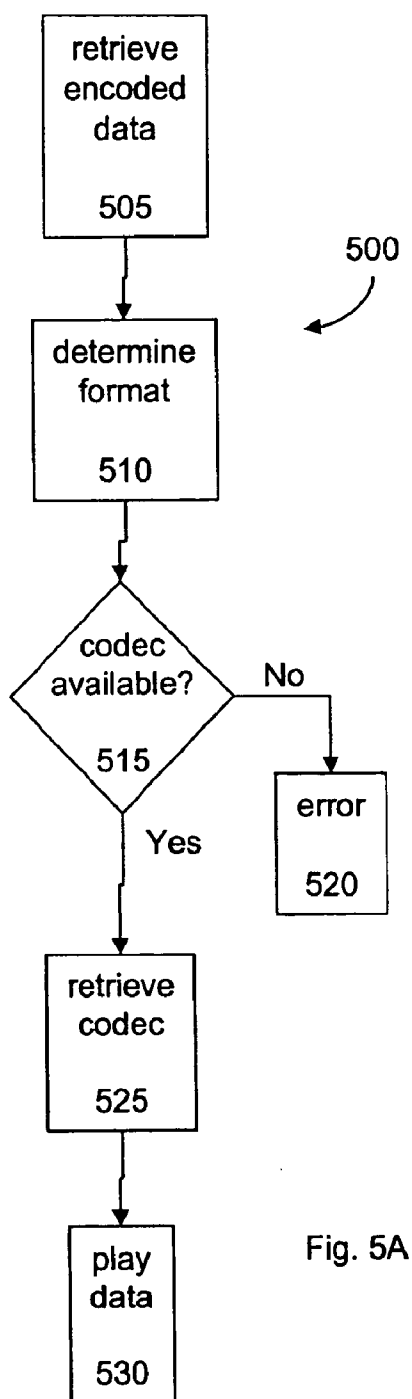 retrieve
encoded
data
505
500
determine
format
510
codec
available?
515
No
error
520
Yes
retrieve
codec
525
play
data
530
Fig. 5A